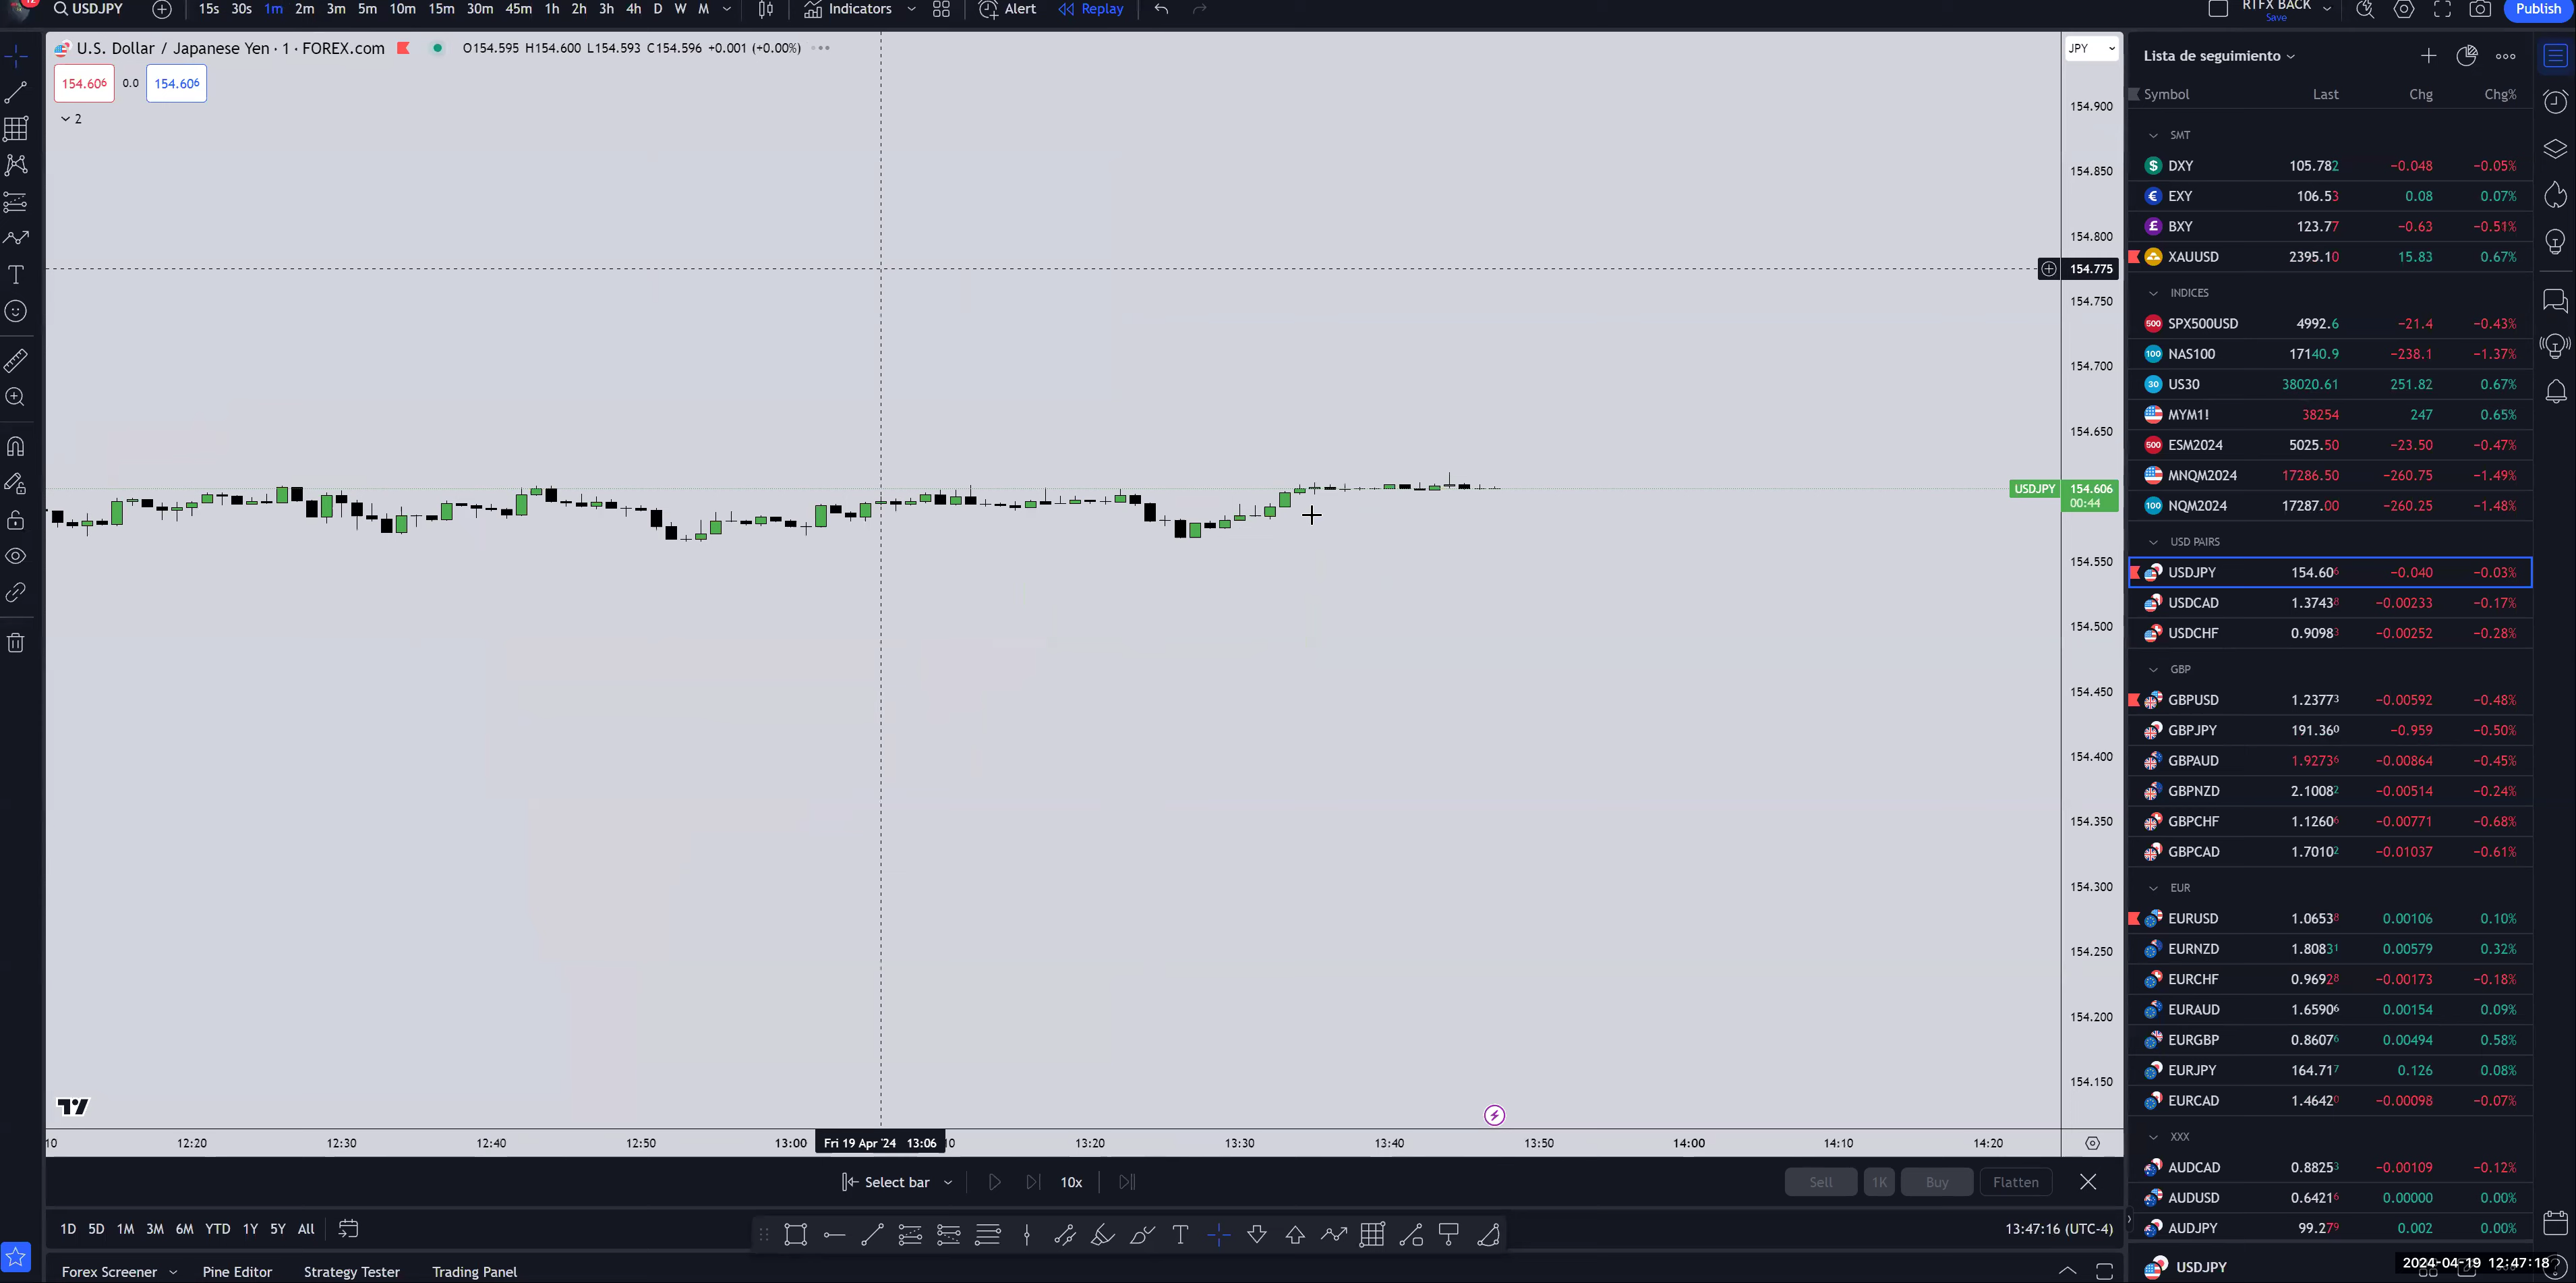 USDJPY 15s 30s 1m 2m 3m 5m 10m 15m 30m 45m 1h 2h 3h 4h D W M Indicators Alert Replay RTFX BACK Save Publish
U.S. Dollar / Japanese Yen · 1 · FOREX.com O154.595 H154.600 L154.593 C154.596 +0.001 (+0.00%)
154.606 0.0 154.606
2
JPY
154.900
154.850
154.800
154.775
154.750
154.700
154.650
USDJPY 154.606
00:44
154.550
154.500
154.450
154.400
154.350
154.300
154.250
154.200
154.150
10 12:20 12:30 12:40 12:50 13:00 Fri 19 Apr '24 13:06 10 13:20 13:30 13:40 13:50 14:00 14:10 14:20
Select bar 10x Sell 1K Buy Flatten
1D 5D 1M 3M 6M YTD 1Y 5Y All 13:47:16 (UTC-4)
Forex Screener Pine Editor Strategy Tester Trading Panel
Lista de seguimiento
Symbol Last Chg Chg%
SMT
DXY 105.782 −0.048 −0.05%
EXY 106.53 0.08 0.07%
BXY 123.77 −0.63 −0.51%
XAUUSD 2395.10 15.83 0.67%
INDICES
SPX500USD 4992.6 −21.4 −0.43%
NAS100 17140.9 −238.1 −1.37%
US30 38020.61 251.82 0.67%
MYM1! 38254 247 0.65%
ESM2024 5025.50 −23.50 −0.47%
MNQM2024 17286.50 −260.75 −1.49%
NQM2024 17287.00 −260.25 −1.48%
USD PAIRS
USDJPY 154.606 −0.040 −0.03%
USDCAD 1.37438 −0.00233 −0.17%
USDCHF 0.90983 −0.00252 −0.28%
GBP
GBPUSD 1.23773 −0.00592 −0.48%
GBPJPY 191.360 −0.959 −0.50%
GBPAUD 1.92736 −0.00864 −0.45%
GBPNZD 2.10082 −0.00514 −0.24%
GBPCHF 1.12606 −0.00771 −0.68%
GBPCAD 1.70102 −0.01037 −0.61%
EUR
EURUSD 1.06538 0.00106 0.10%
EURNZD 1.80831 0.00579 0.32%
EURCHF 0.96928 −0.00173 −0.18%
EURAUD 1.65906 0.00154 0.09%
EURGBP 0.86076 0.00494 0.58%
EURJPY 164.717 0.126 0.08%
EURCAD 1.46420 −0.00098 −0.07%
XXX
AUDCAD 0.88253 −0.00109 −0.12%
AUDUSD 0.64216 0.00000 0.00%
AUDJPY 99.279 0.002 0.00%
USDJPY 2024-04-19 12:47:18